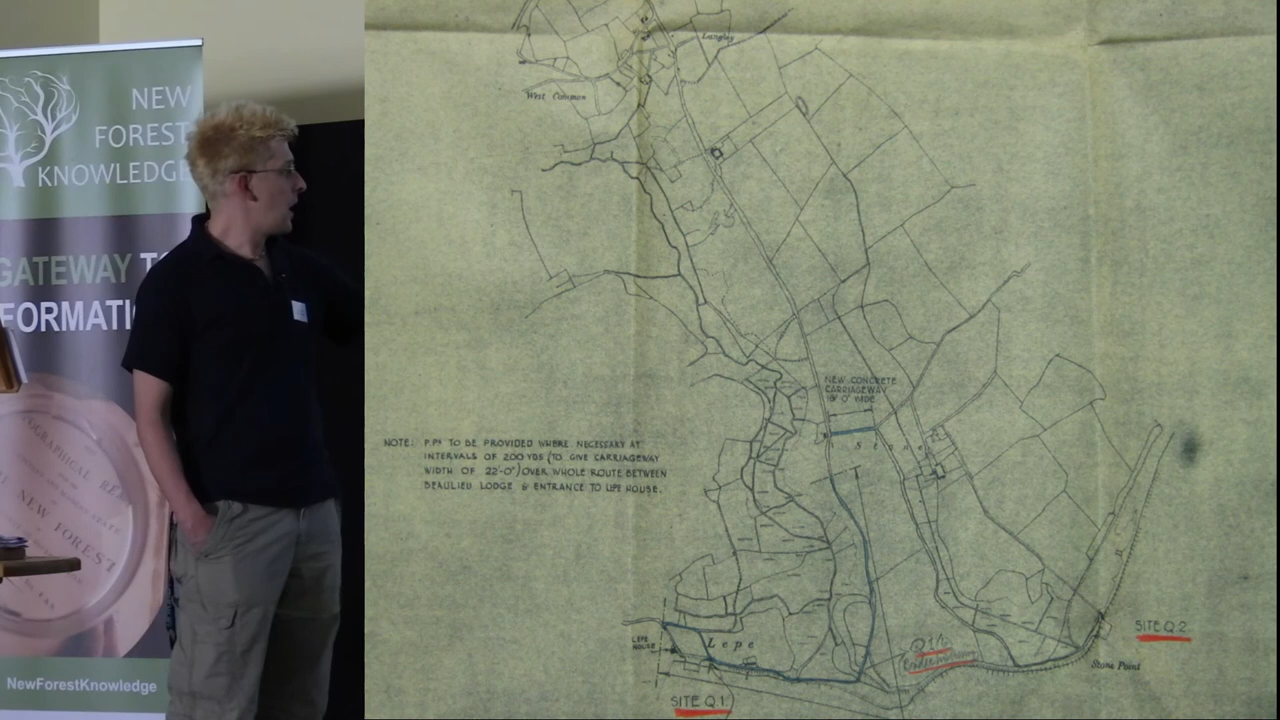 NEW
FOREST
KNOWLEDGE
GATEWAY TO
FORMATI
NEW FOREST
NewForestKnowledge
Langley
West Common
NEW CONCRETE
CARRIAGEWAY
18' 0" WIDE
Stone
NOTE: P.Ps TO BE PROVIDED WHERE NECESSARY AT
INTERVALS OF 200 YDS (TO GIVE CARRIAGEWAY
WIDTH OF 22'-0") OVER WHOLE ROUTE BETWEEN
BEAULIEU LODGE & ENTRANCE TO LEPE HOUSE.
LEPE
HOUSE
Lepe
SITE Q.1.
SITE Q 2.
Stone Point